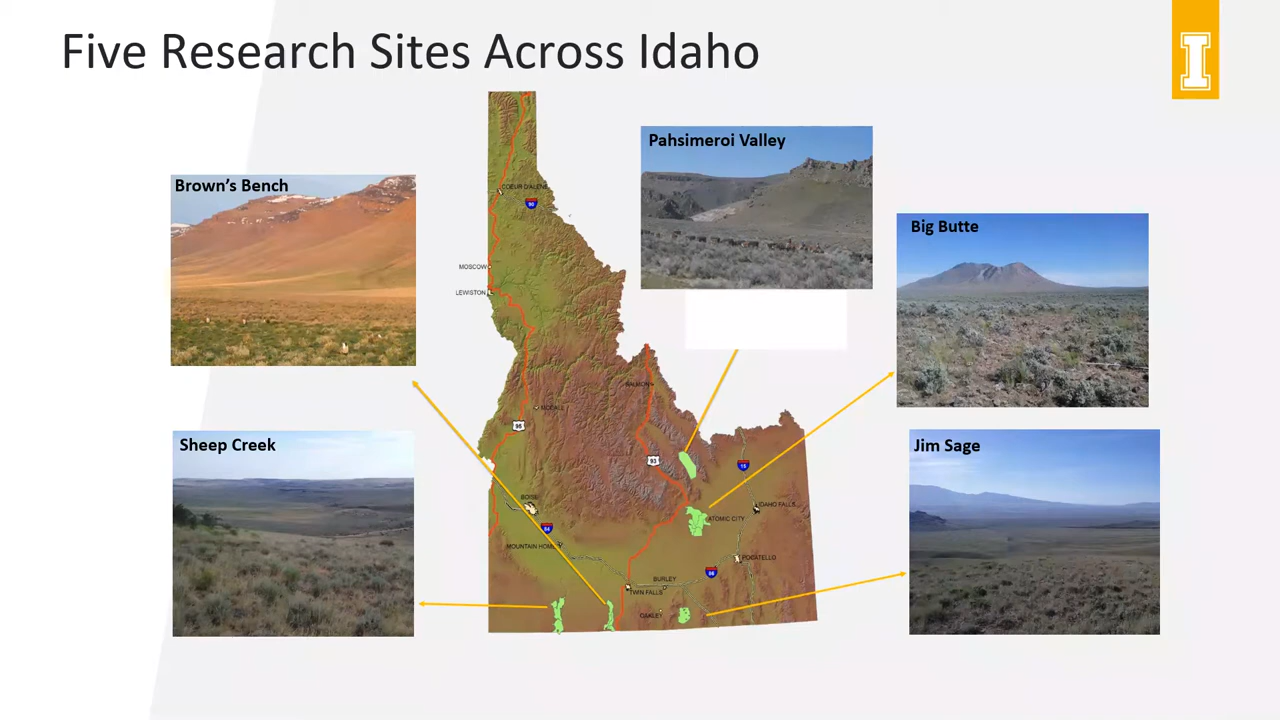 Five Research Sites Across Idaho
I
Pahsimeroi Valley
Brown's Bench
Big Butte
Sheep Creek
Jim Sage
COEUR D'ALENE
90
MOSCOW
LEWISTON
SALMON
MCCALL
95
93
15
BOISE
IDAHO FALLS
ATOMIC CITY
84
MOUNTAIN HOME
POCATELLO
86
BURLEY
TWIN FALLS
OAKLEY